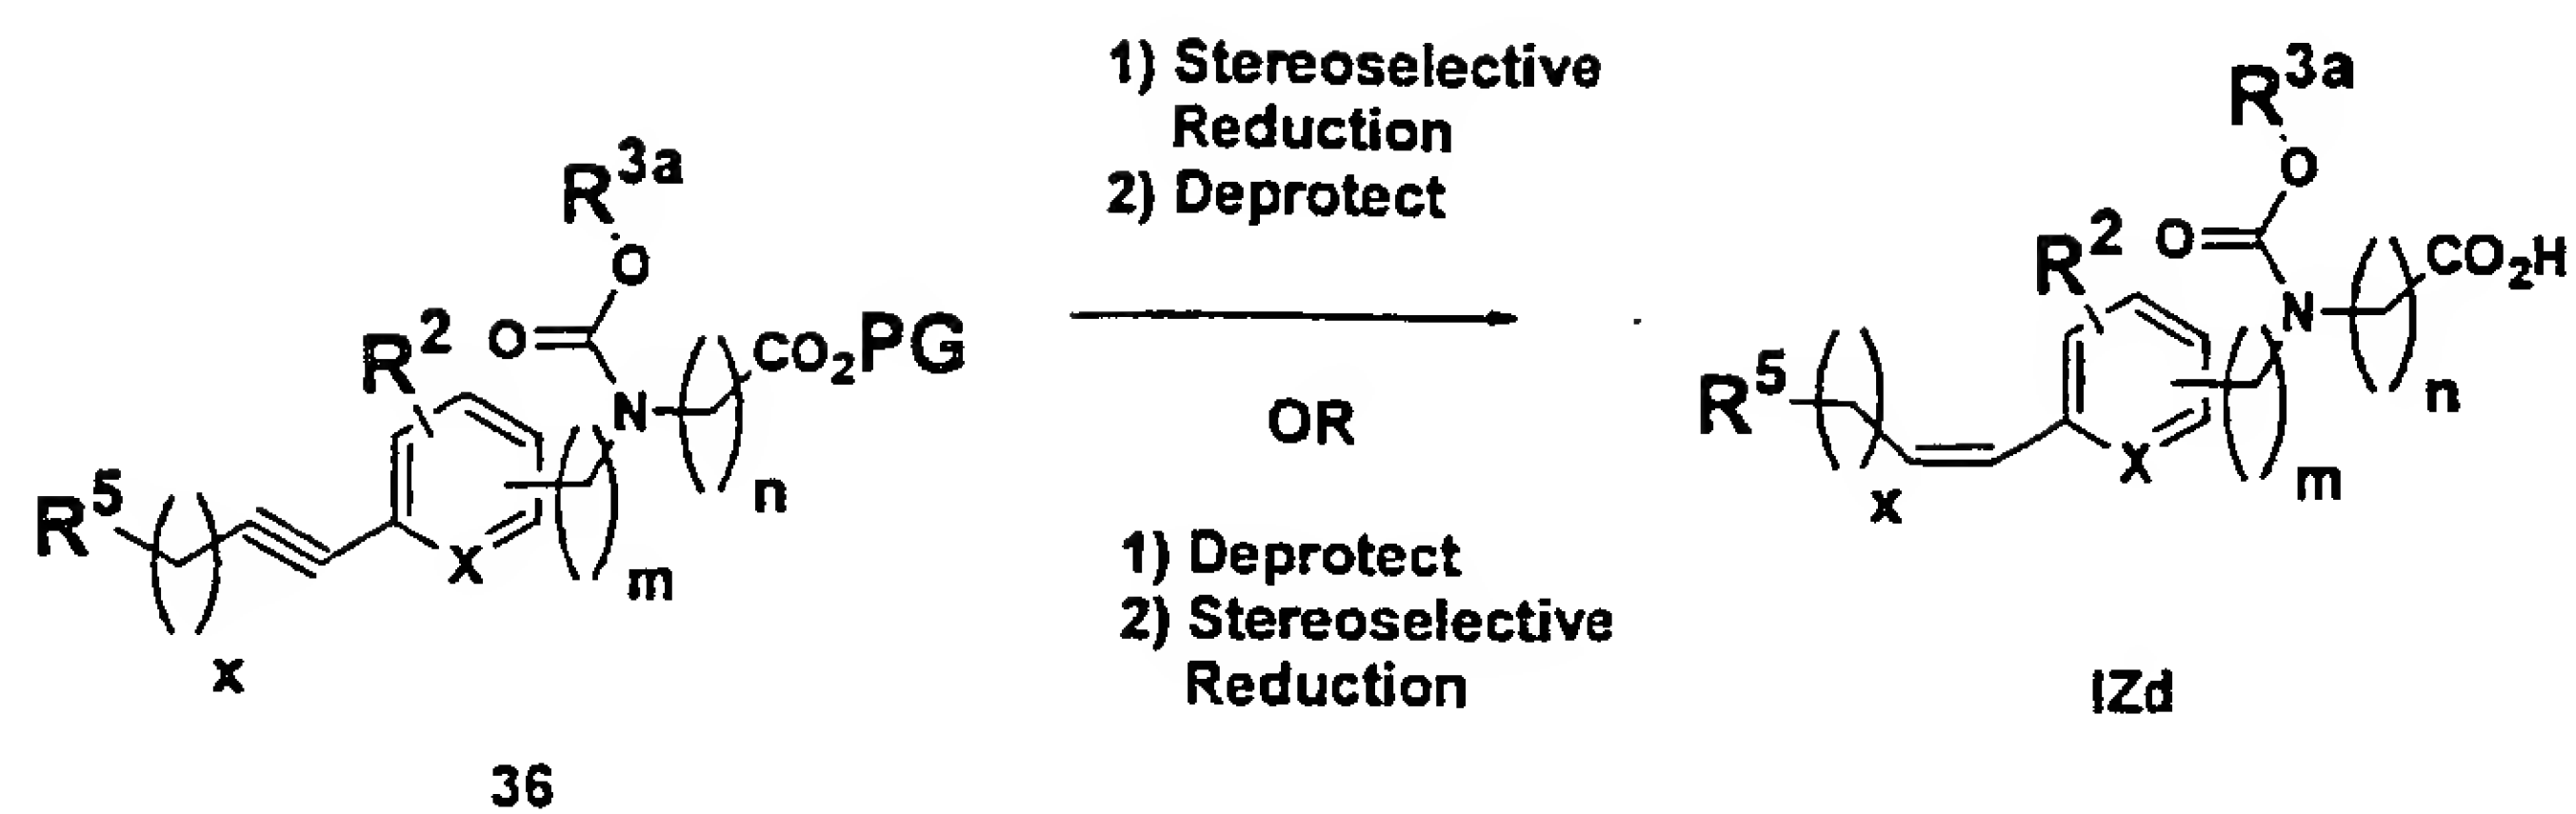 1) Stereoselective
Reduction
2) Deprotect
OR
1) Deprotect
2) Stereoselective
Reduction
R3a
O
O
R2
N
CO2PG
n
R5
X
m
x
36
R3a
O
R2
O
N
CO2H
n
R5
X
m
x
IZd